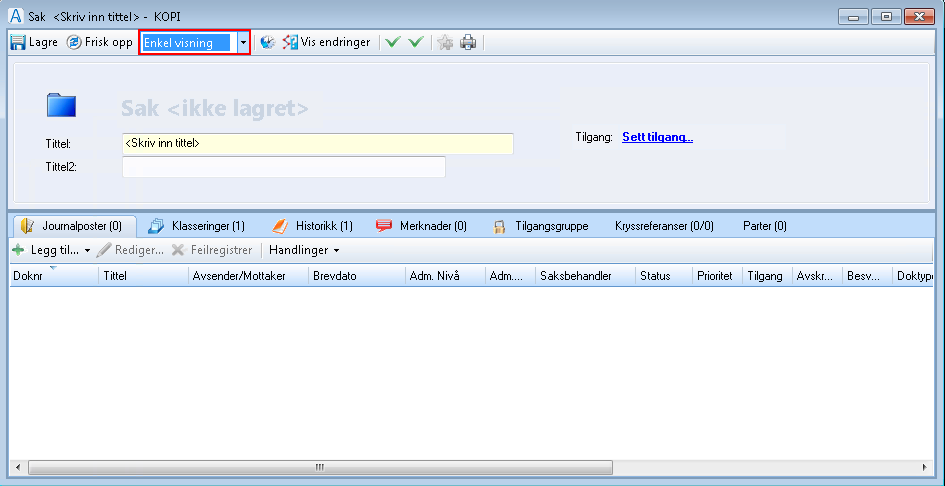 Sak <Skriv inn tittel> - KOPI
Lagre Frisk opp Enkel visning Vis endringer
Sak <ikke lagret>
Tittel: <Skriv inn tittel> Tilgang: Sett tilgang...
Tittel2:
Journalposter (0) Klasseringer (1) Historikk (1) Merknader (0) Tilgangsgruppe Kryssreferanser (0/0) Parter (0)
Legg til... Rediger... Feilregistrer Handlinger
Doknr Tittel Avsender/Mottaker Brevdato Adm. Nivå Adm.... Saksbehandler Status Prioritet Tilgang Avskr... Besv... Doktype